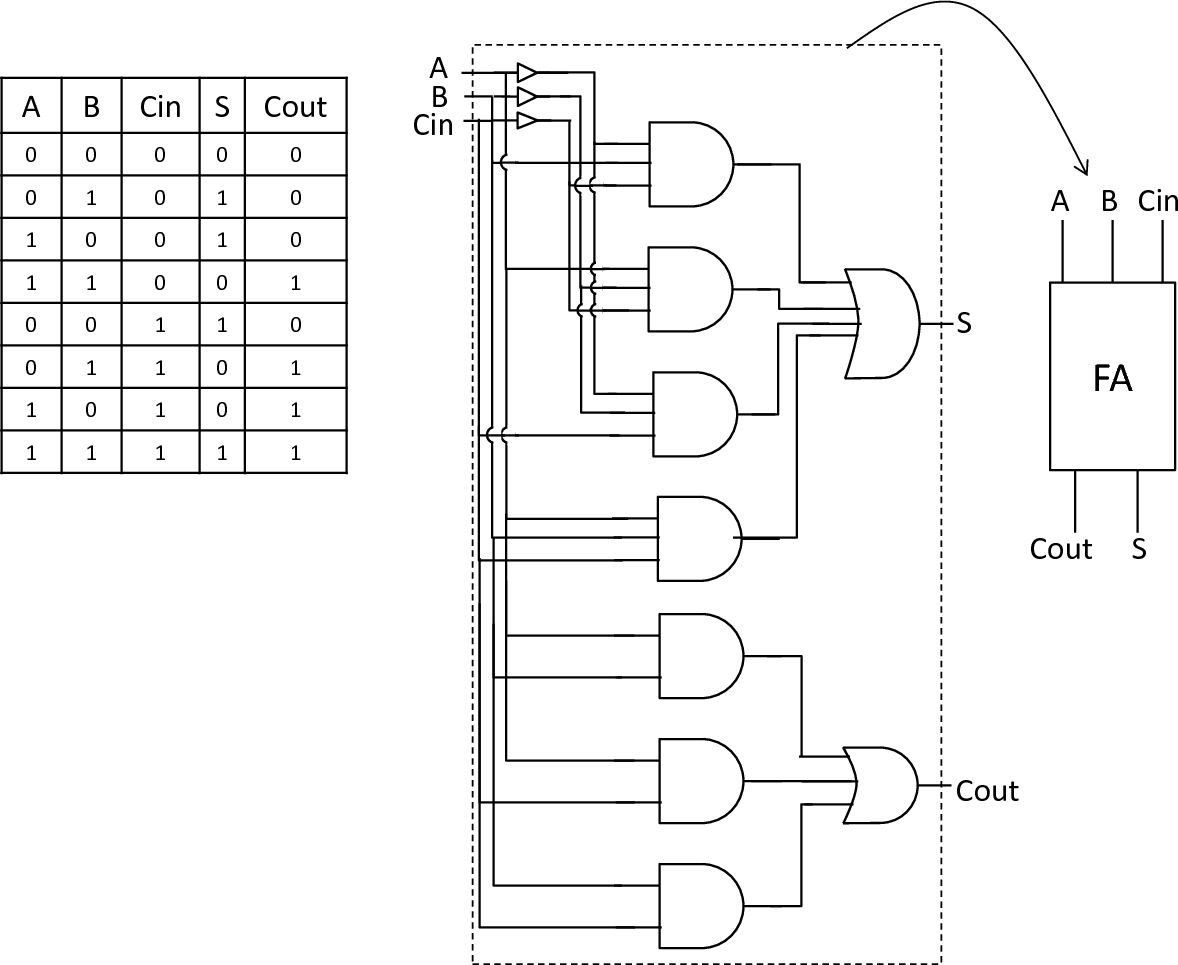 A B Cin S Cout
0 0 0 0 0
0 1 0 1 0
1 0 0 1 0
1 1 0 0 1
0 0 1 1 0
0 1 1 0 1
1 0 1 0 1
1 1 1 1 1
A
B
Cin
S
Cout
A B Cin
FA
Cout S